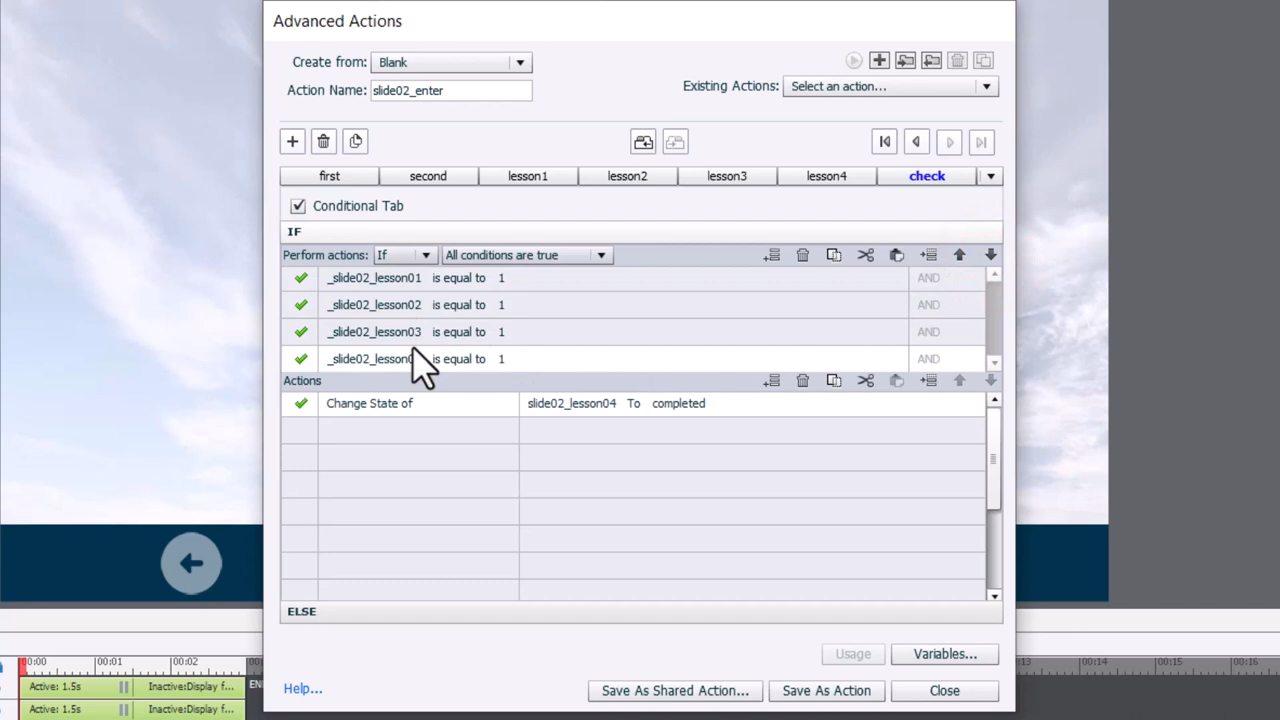 Advanced Actions
Create from: Blank
Action Name: slide02_enter
Existing Actions: Select an action...
first second lesson1 lesson2 lesson3 lesson4 check
Conditional Tab
IF
Perform actions: If All conditions are true
_slide02_lesson01 is equal to 1 AND
_slide02_lesson02 is equal to 1 AND
_slide02_lesson03 is equal to 1 AND
is equal to 1 AND
Actions
Change State of slide02_lesson04 To completed
ELSE
Usage Variables...
Help...
Save As Shared Action... Save As Action Close
00:00 00:01 00:02 00:14 00:15 00:16
Active: 1.5s Inactive:Display f...
Active: 1.5s Inactive:Display f...